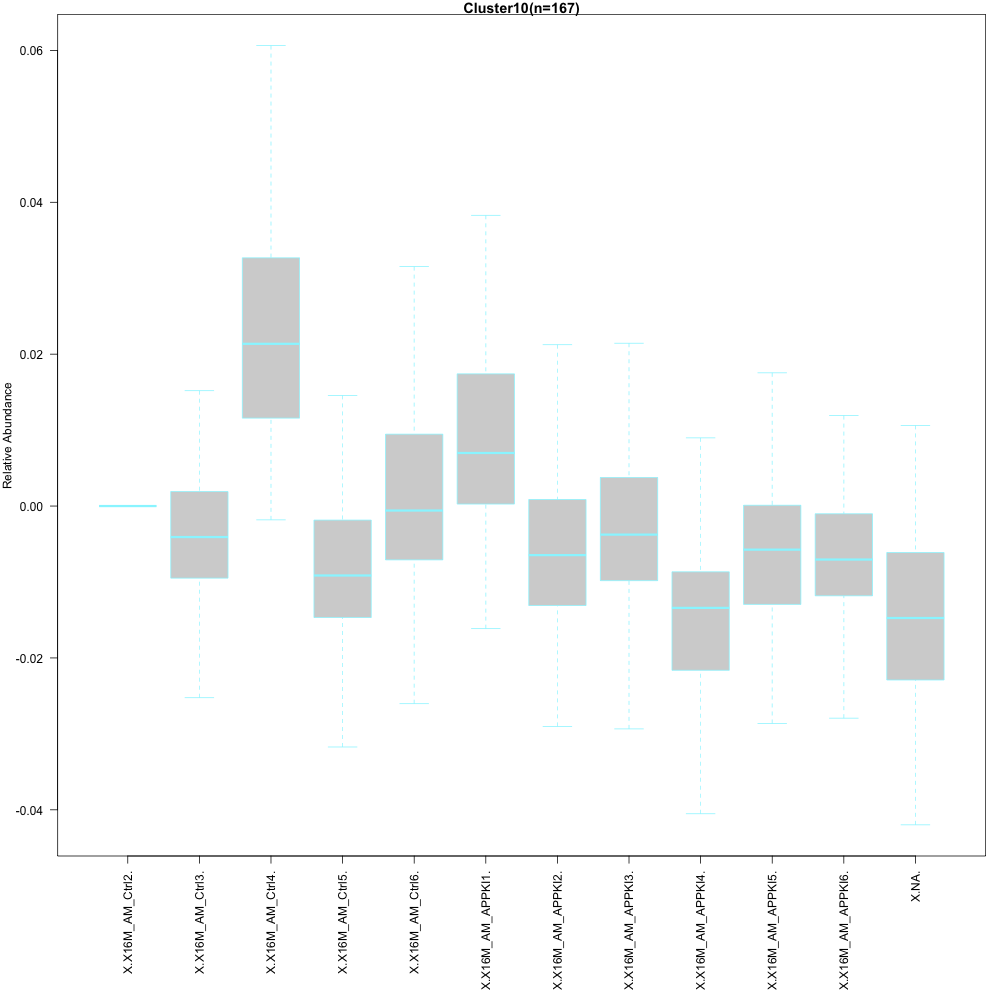 Cluster10(n=167)
Relative Abundance
0.06
0.04
0.02
0.00
-0.02
-0.04
X.X16M_AM_Ctrl2.
X.X16M_AM_Ctrl3.
X.X16M_AM_Ctrl4.
X.X16M_AM_Ctrl5.
X.X16M_AM_Ctrl6.
X.X16M_AM_APPKI1.
X.X16M_AM_APPKI2.
X.X16M_AM_APPKI3.
X.X16M_AM_APPKI4.
X.X16M_AM_APPKI5.
X.X16M_AM_APPKI6.
X.NA.